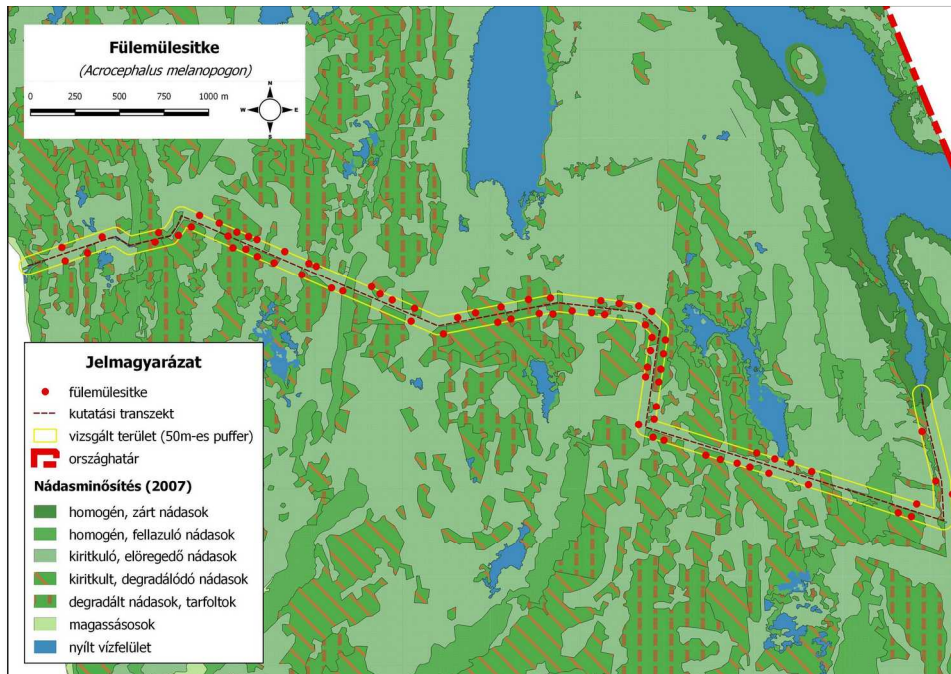 Fülemülesitke
(Acrocephalus melanopogon)
0 250 500 750 1000 m
N
W E
S
Jelmagyarázat
fülemülesitke
kutatási transzekt
vizsgált terület (50m-es puffer)
országhatár
Nádasminősítés (2007)
homogén, zárt nádasok
homogén, fellazuló nádasok
kiritkuló, elöregedő nádasok
kiritkult, degradálódó nádasok
degradált nádasok, tarfoltok
magassásosok
nyílt vízfelület